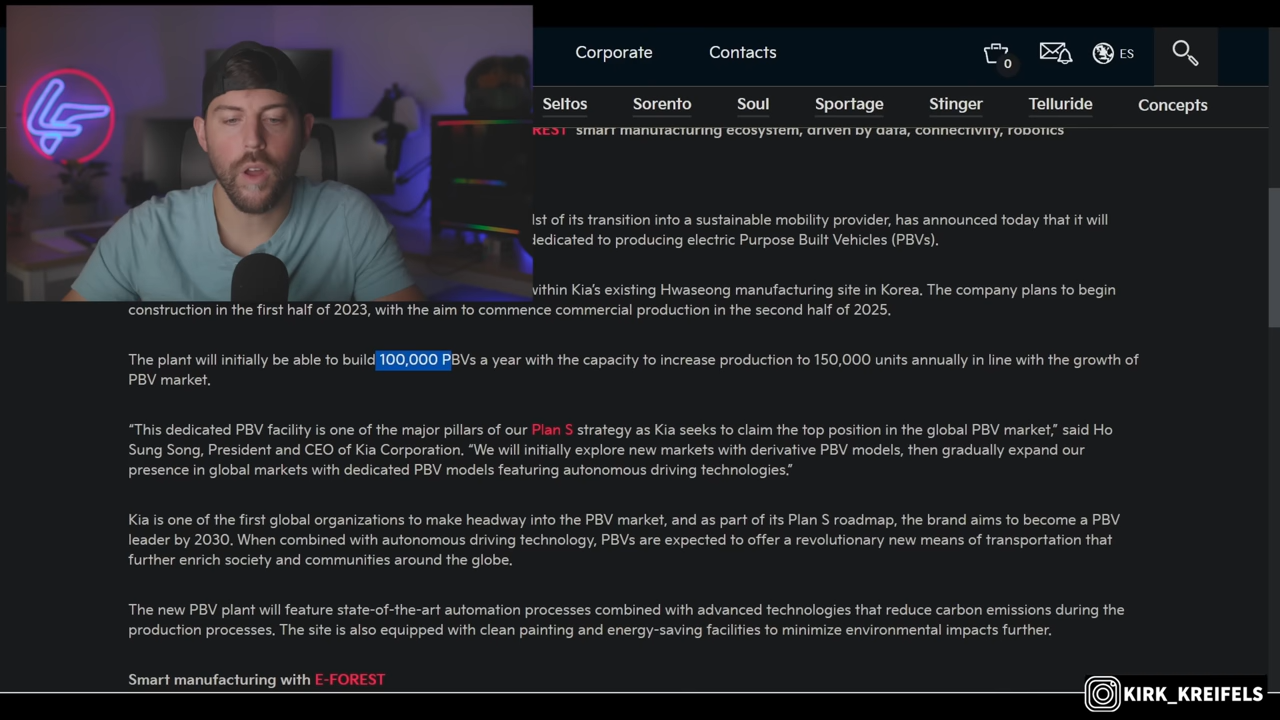 Corporate
Contacts
0
ES
Seltos
Sorento
Soul
Sportage
Stinger
Telluride
Concepts
REST smart manufacturing ecosystem, driven by data, connectivity, robotics
of its transition into a sustainable mobility provider, has announced today that it will
dedicated to producing electric Purpose Built Vehicles (PBVs).
within Kia's existing Hwaseong manufacturing site in Korea. The company plans to begin
construction in the first half of 2023, with the aim to commence commercial production in the second half of 2025.
The plant will initially be able to build 100,000 PBVs a year with the capacity to increase production to 150,000 units annually in line with the growth of
PBV market.
“This dedicated PBV facility is one of the major pillars of our Plan S strategy as Kia seeks to claim the top position in the global PBV market,” said Ho
Sung Song, President and CEO of Kia Corporation. “We will initially explore new markets with derivative PBV models, then gradually expand our
presence in global markets with dedicated PBV models featuring autonomous driving technologies.”
Kia is one of the first global organizations to make headway into the PBV market, and as part of its Plan S roadmap, the brand aims to become a PBV
leader by 2030. When combined with autonomous driving technology, PBVs are expected to offer a revolutionary new means of transportation that
further enrich society and communities around the globe.
The new PBV plant will feature state-of-the-art automation processes combined with advanced technologies that reduce carbon emissions during the
production processes. The site is also equipped with clean painting and energy-saving facilities to minimize environmental impacts further.
Smart manufacturing with E-FOREST
KIRK_KREIFELS